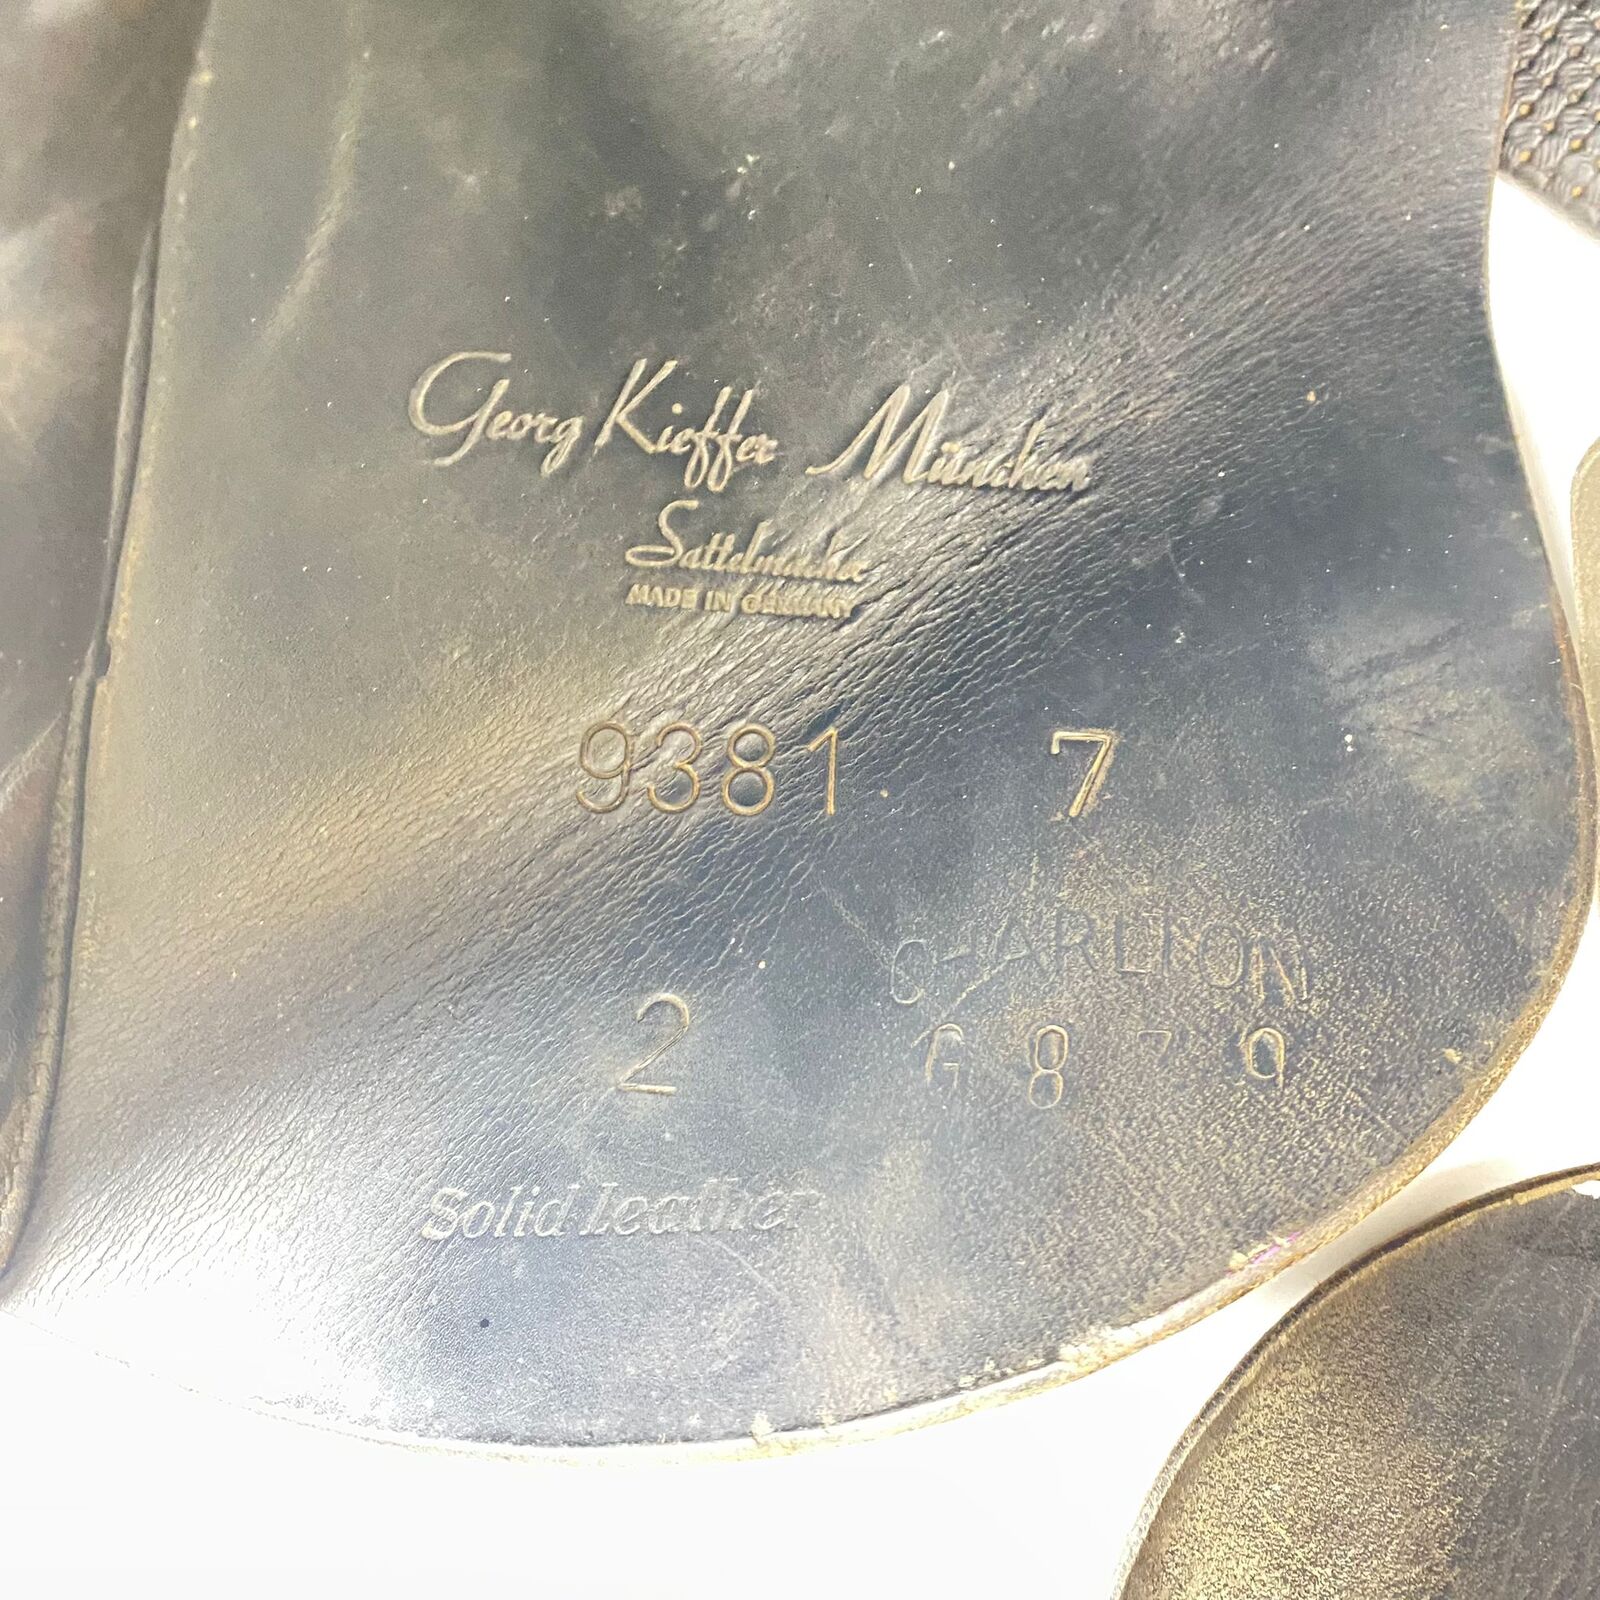 Georg Kieffer München
Sattelmacher
MADE IN GERMANY
9381 7
CHARLTON
2 G879
Solid leather